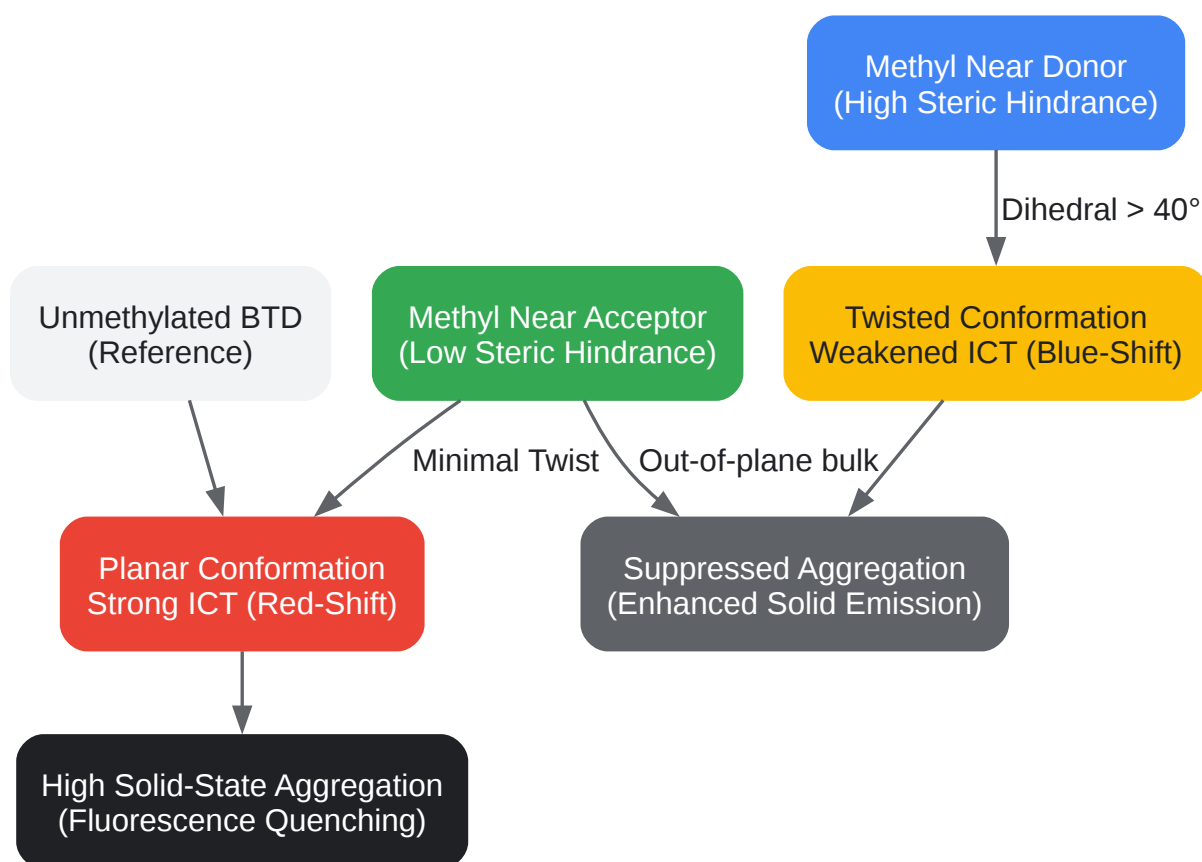 Methyl Near Donor
(High Steric Hindrance)
Dihedral > 40°
Unmethylated BTD
(Reference)
Methyl Near Acceptor
(Low Steric Hindrance)
Twisted Conformation
Weakened ICT (Blue-Shift)
Minimal Twist
Out-of-plane bulk
Planar Conformation
Strong ICT (Red-Shift)
Suppressed Aggregation
(Enhanced Solid Emission)
High Solid-State Aggregation
(Fluorescence Quenching)